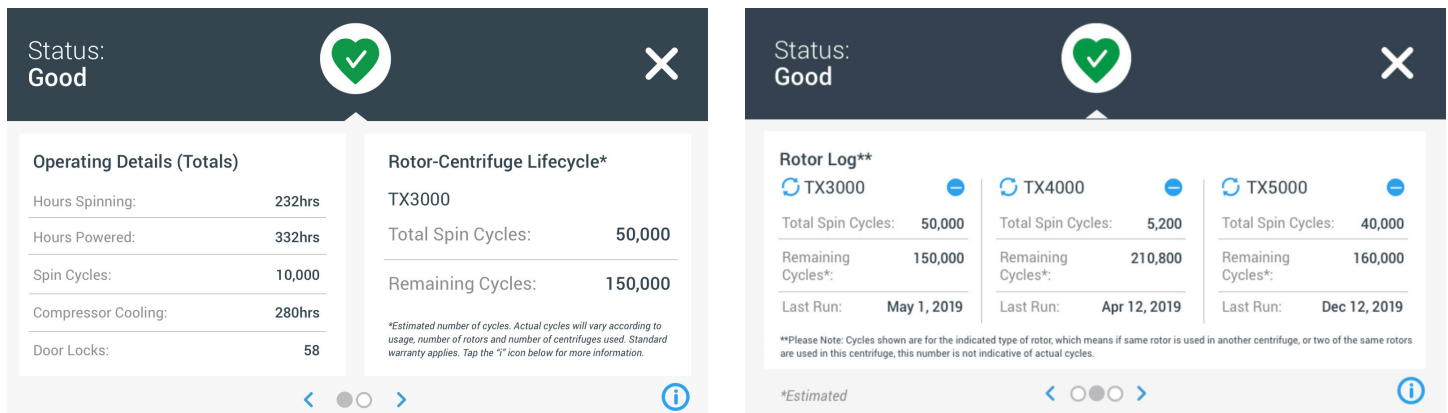 Status:
Good
Operating Details (Totals)
Hours Spinning: 232hrs
Hours Powered: 332hrs
Spin Cycles: 10,000
Compressor Cooling: 280hrs
Door Locks: 58
Rotor-Centrifuge Lifecycle*
TX3000
Total Spin Cycles: 50,000
Remaining Cycles: 150,000
*Estimated number of cycles. Actual cycles will vary according to
usage, number of rotors and number of centrifuges used. Standard
warranty applies. Tap the “i” icon below for more information.
Status:
Good
Rotor Log**
TX3000
Total Spin Cycles: 50,000
Remaining 150,000
Cycles*:
Last Run: May 1, 2019
TX4000
Total Spin Cycles: 5,200
Remaining 210,800
Cycles*:
Last Run: Apr 12, 2019
TX5000
Total Spin Cycles: 40,000
Remaining 160,000
Cycles*:
Last Run: Dec 12, 2019
**Please Note: Cycles shown are for the indicated type of rotor, which means if same rotor is used in another centrifuge, or two of the same rotors
are used in this centrifuge, this number is not indicative of actual cycles.
*Estimated